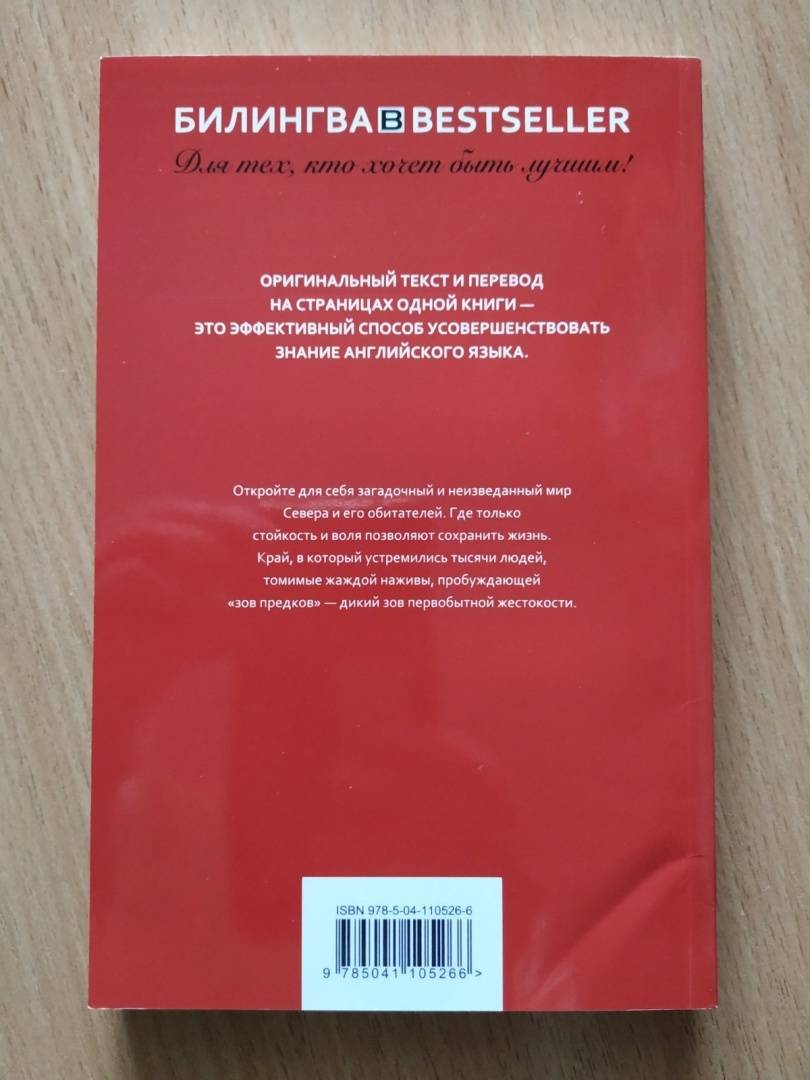 БИЛИНГВА B BESTSELLER
Для тех, кто хочет быть лучшим!
ОРИГИНАЛЬНЫЙ ТЕКСТ И ПЕРЕВОД
НА СТРАНИЦАХ ОДНОЙ КНИГИ —
ЭТО ЭФФЕКТИВНЫЙ СПОСОБ УСОВЕРШЕНСТВОВАТЬ
ЗНАНИЕ АНГЛИЙСКОГО ЯЗЫКА.
Откройте для себя загадочный и неизведанный мир
Севера и его обитателей. Где только
стойкость и воля позволяют сохранить жизнь.
Край, в который устремились тысячи людей,
томимые жаждой наживы, пробуждающей
«зов предков» — дикий зов первобытной жестокости.
ISBN 978-5-04-110526-6
9 785041 105266 >